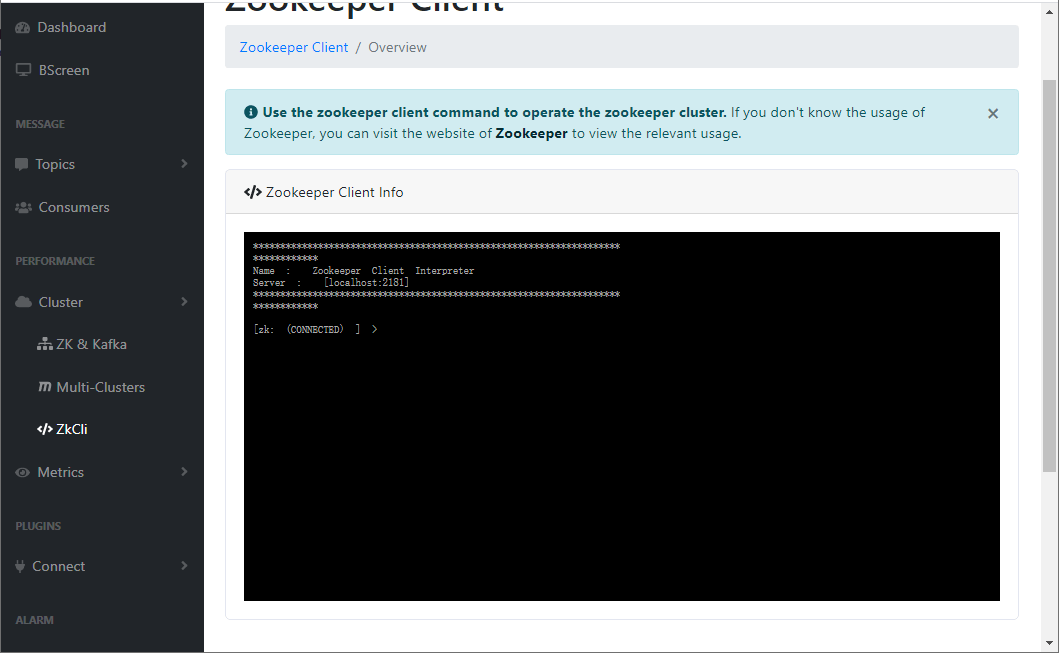 Dashboard
BScreen
MESSAGE
Topics
Consumers
PERFORMANCE
Cluster
ZK & Kafka
Multi-Clusters
ZkCli
Metrics
PLUGINS
Connect
ALARM
Zookeeper Client
Zookeeper Client / Overview
Use the zookeeper client command to operate the zookeeper cluster. If you don't know the usage of
Zookeeper, you can visit the website of Zookeeper to view the relevant usage.
×
</> Zookeeper Client Info
********************************************************************
************
Name : Zookeeper Client Interpreter
Server : [localhost:2181]
********************************************************************
************
[zk: (CONNECTED) ] >